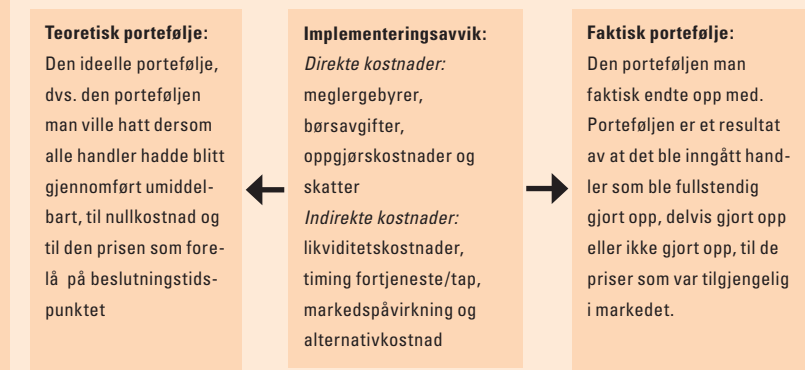 Teoretisk portefølje:
Den ideelle portefølje,
dvs. den porteføljen
man ville hatt dersom
alle handler hadde blitt
gjennomført umiddel-
bart, til nullkostnad og
til den prisen som fore-
lå på beslutningstids-
punktet
Implementeringsavvik:
Direkte kostnader:
meglergebyrer,
børsavgifter,
oppgjørskostnader og
skatter
Indirekte kostnader:
likviditetskostnader,
timing fortjeneste/tap,
markedspåvirkning og
alternativkostnad
Faktisk portefølje:
Den porteføljen man
faktisk endte opp med.
Porteføljen er et resultat
av at det ble inngått hand-
ler som ble fullstendig
gjort opp, delvis gjort opp
eller ikke gjort opp, til de
priser som var tilgjengelig
i markedet.